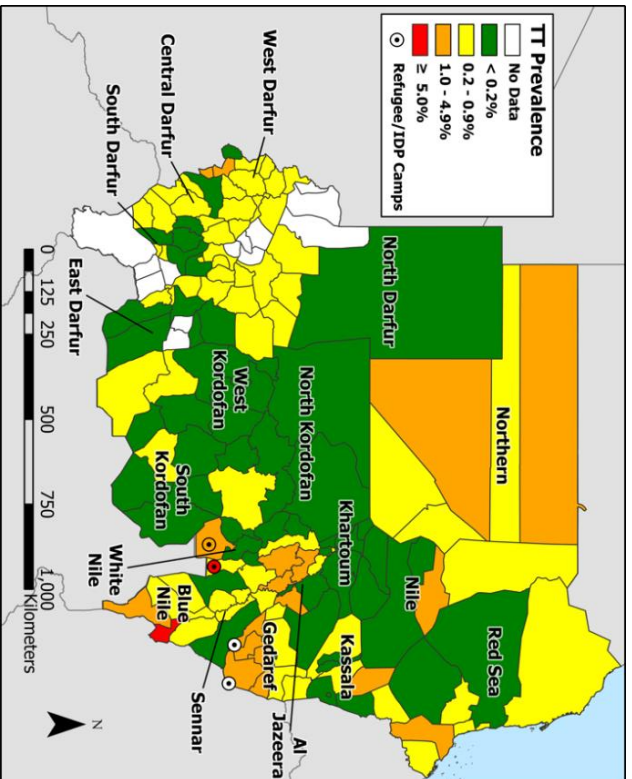 TT Prevalence
No Data
< 0.2%
0.2 - 0.9%
1.0 - 4.9%
≥ 5.0%
Refugee/IDP Camps
Northern
Red Sea
North Darfur
Nile
Khartoum
Kassala
North Kordofan
West Darfur
Central Darfur
South Darfur
East Darfur
West
Kordofan
South
Kordofan
White
Nile
Blue
Nile
Gedaref
Al
Jazeera
Sennar
0
125
250
500
750
1,000
Kilometers
N